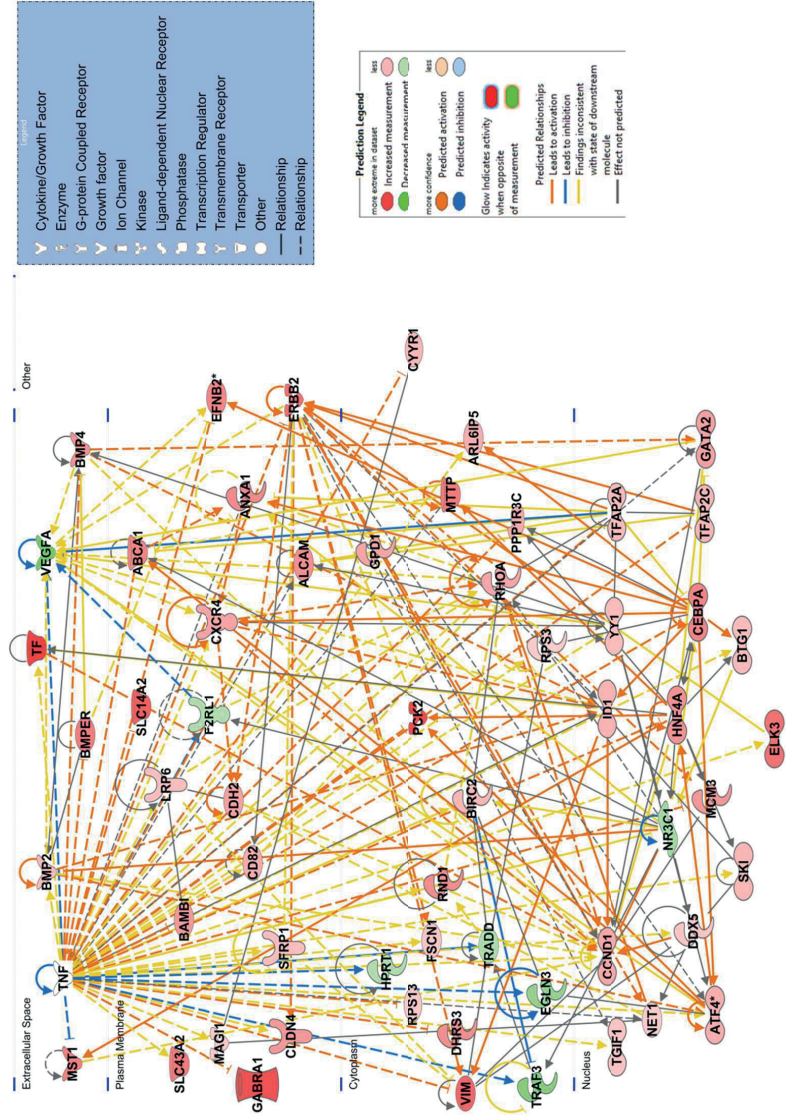 Legend
Cytokine/Growth Factor
Enzyme
G-protein Coupled Receptor
Growth factor
Ion Channel
Kinase
Ligand-dependent Nuclear Receptor
Phosphatase
Transcription Regulator
Transmembrane Receptor
Transporter
Other
Relationship
Relationship
Prediction Legend
more extreme in dataset
less
Increased measurement
Decreased measurement
more confidence
less
Predicted activation
Predicted inhibition
Glow Indicates activity
when opposite
of measurement
Predicted Relationships
Leads to activation
Leads to inhibition
Findings inconsistent
with state of downstream
molecule
Effect not predicted
Extracellular Space
MST1
TNF
BMP2
BMPER
TF
VEGFA
BMP4
Other
Plasma Membrane
SLC43A2
MAGI1
GABRA1
CLDN4
SFRP1
BAMBI
CD82
LRP6
CDH2
SLC14A2
F2RL1
ABCA1
CXCR4
ALCAM
ANXA1
EFNB2*
ERBB2
Cytoplasm
VIM
TRAF3
DHRS3
RPS13
HPRT1
FSCN1
TRADD
EGLN3
RND1
BIRC2
PCK2
GPD1
RHOA
RPS3
MTTP
PPP1R3C
ARL6IP5
CYYR1
Nucleus
TGIF1
NET1
ATF4*
CCND1
DDX5
SKI
NR3C1
MCM3
ID1
HNF4A
ELK3
YY1
CEBPA
BTG1
TFAP2A
TFAP2C
GATA2